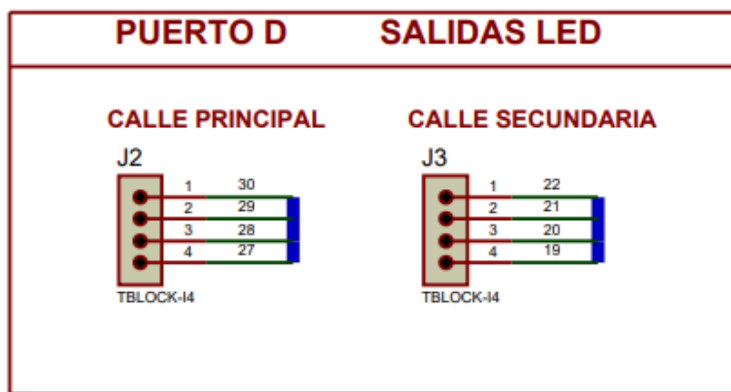 PUERTO D SALIDAS LED
CALLE PRINCIPAL CALLE SECUNDARIA
J2 J3
1 30 1 22
2 29 2 21
3 28 3 20
4 27 4 19
TBLOCK-I4 TBLOCK-I4